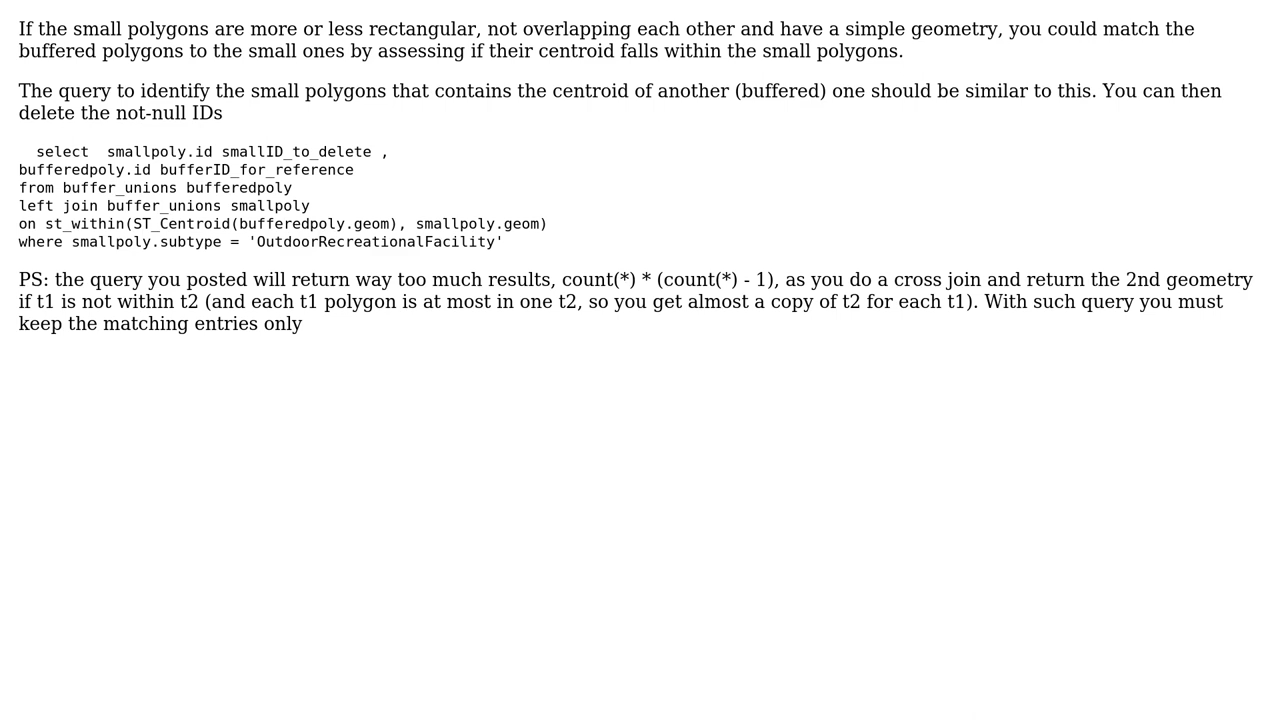 If the small polygons are more or less rectangular, not overlapping each other and have a simple geometry, you could match the
buffered polygons to the small ones by assessing if their centroid falls within the small polygons.
The query to identify the small polygons that contains the centroid of another (buffered) one should be similar to this. You can then
delete the not-null IDs
select  smallpoly.id smallID_to_delete ,
bufferedpoly.id bufferID_for_reference
from buffer_unions bufferedpoly
left join buffer_unions smallpoly
on st_within(ST_Centroid(bufferedpoly.geom), smallpoly.geom)
where smallpoly.subtype = 'OutdoorRecreationalFacility'
PS: the query you posted will return way too much results, count(*) * (count(*) - 1), as you do a cross join and return the 2nd geometry
if t1 is not within t2 (and each t1 polygon is at most in one t2, so you get almost a copy of t2 for each t1). With such query you must
keep the matching entries only